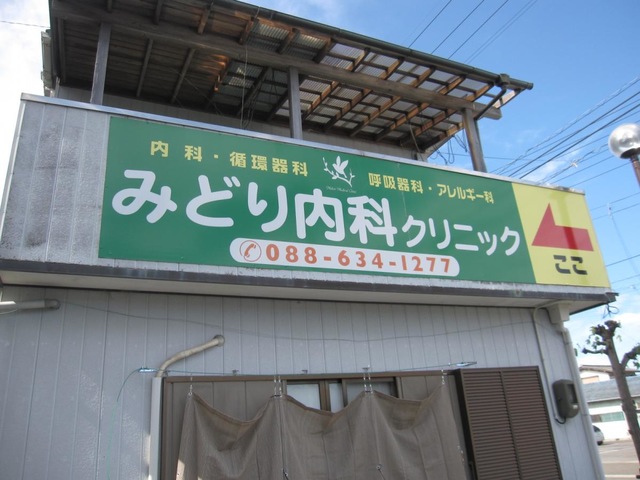 内科・循環器科
呼吸器科・アレルギー科
みどり内科クリニック
088-634-1277
ここ